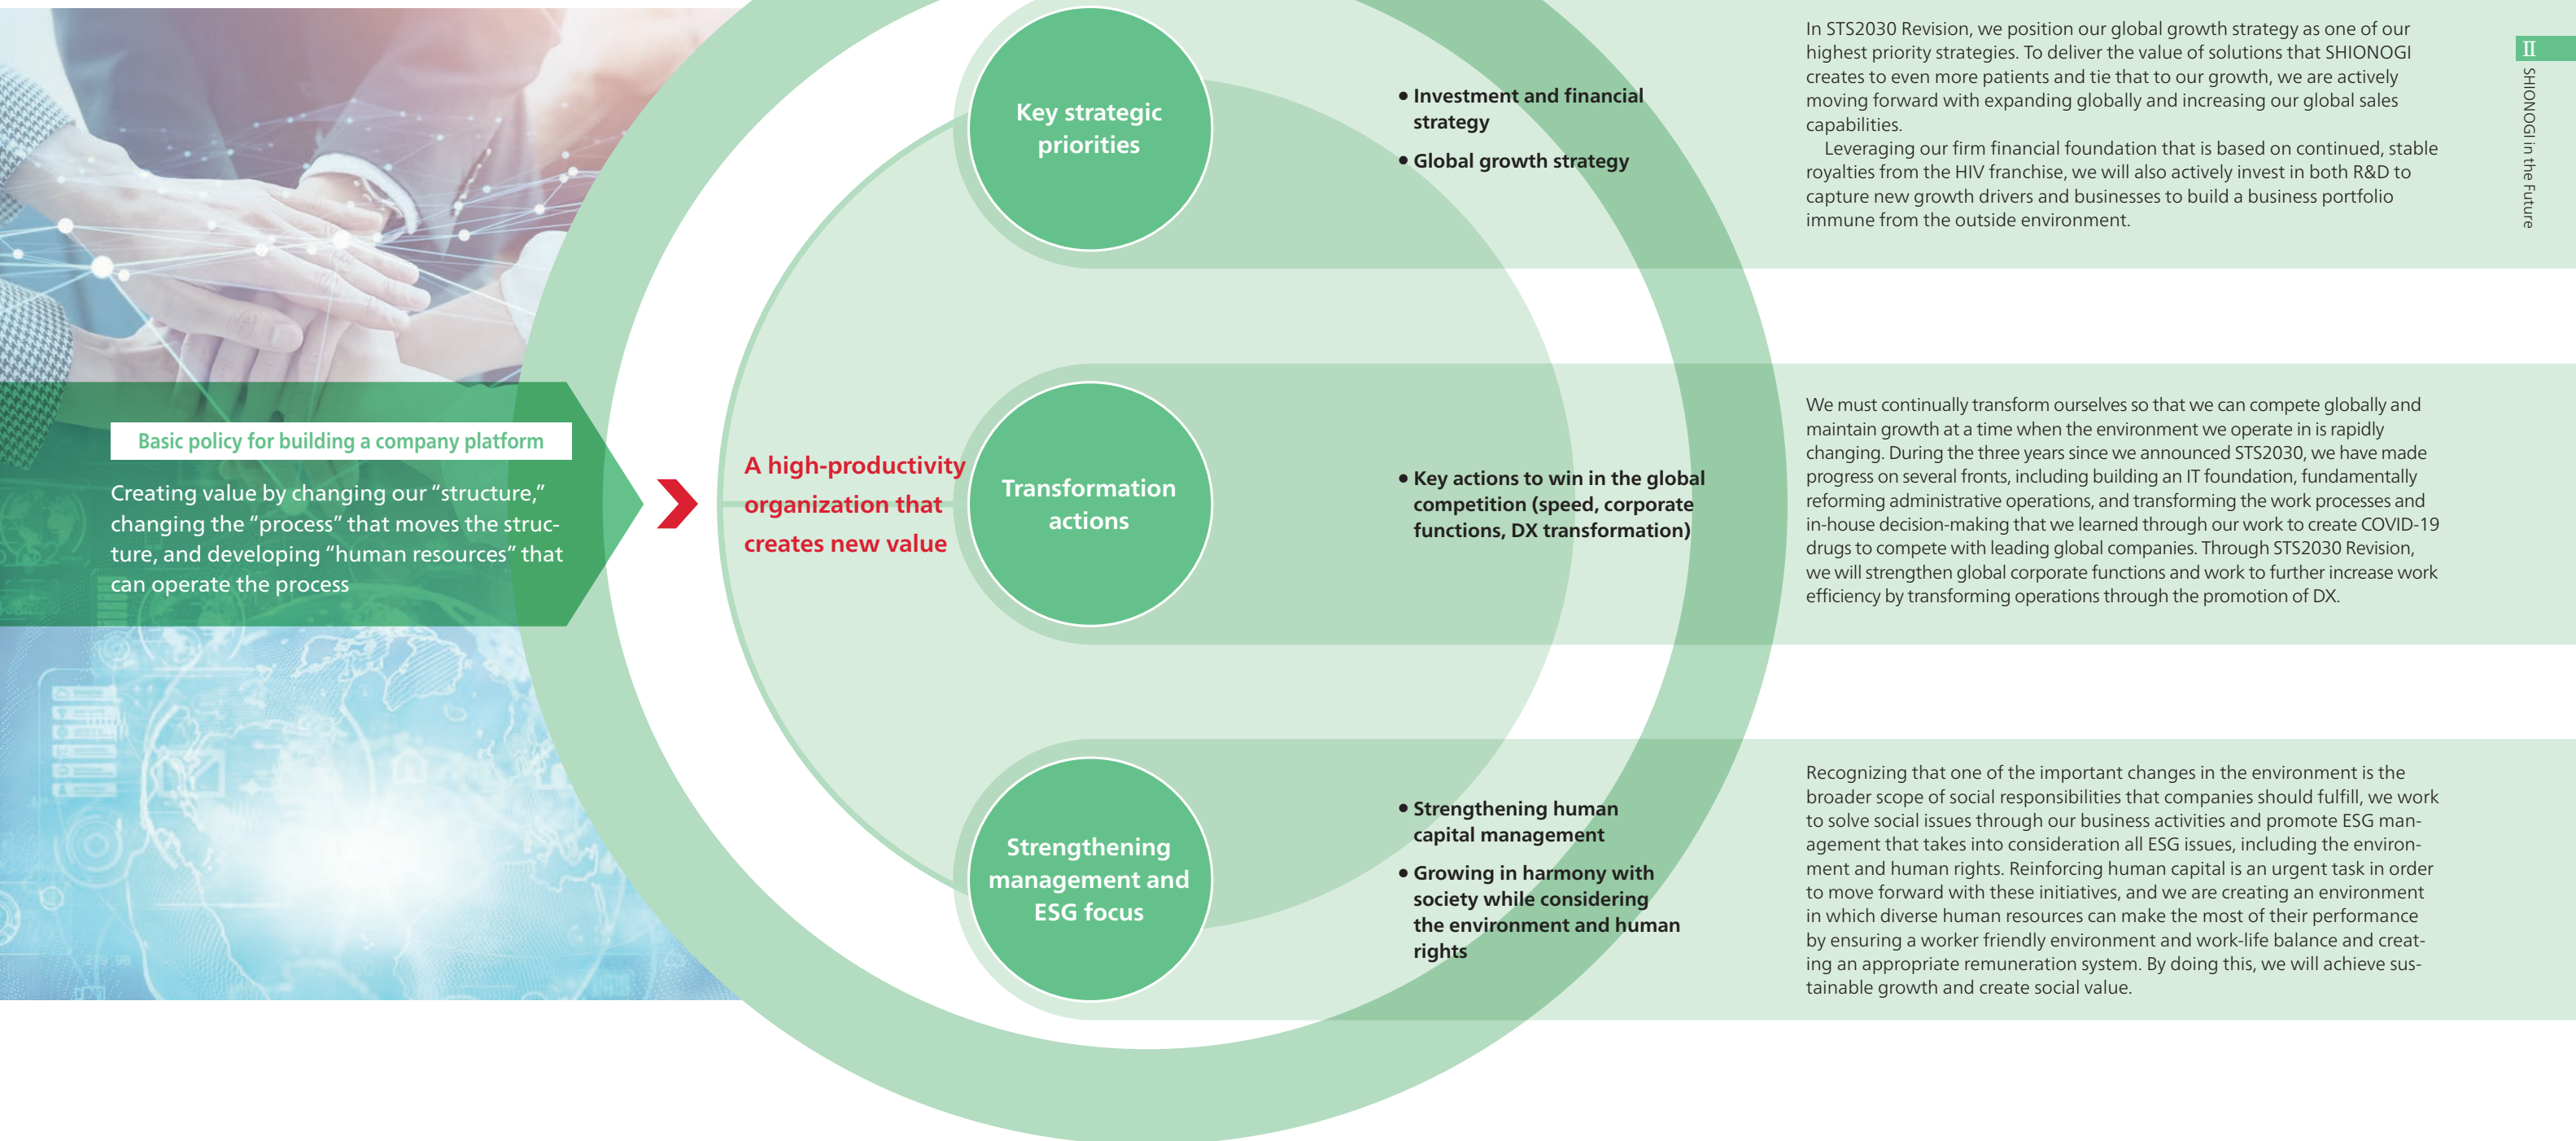 Basic policy for building a company platform
Creating value by changing our “structure,”
changing the “process” that moves the struc-
ture, and developing “human resources” that
can operate the process
A high-productivity
organization that
creates new value
Key strategic
priorities
• Investment and financial
strategy
• Global growth strategy
In STS2030 Revision, we position our global growth strategy as one of our
highest priority strategies. To deliver the value of solutions that SHIONOGI
creates to even more patients and tie that to our growth, we are actively
moving forward with expanding globally and increasing our global sales
capabilities.
Leveraging our firm financial foundation that is based on continued, stable
royalties from the HIV franchise, we will also actively invest in both R&D to
capture new growth drivers and businesses to build a business portfolio
immune from the outside environment.
Transformation
actions
• Key actions to win in the global
competition (speed, corporate
functions, DX transformation)
We must continually transform ourselves so that we can compete globally and
maintain growth at a time when the environment we operate in is rapidly
changing. During the three years since we announced STS2030, we have made
progress on several fronts, including building an IT foundation, fundamentally
reforming administrative operations, and transforming the work processes and
in-house decision-making that we learned through our work to create COVID-19
drugs to compete with leading global companies. Through STS2030 Revision,
we will strengthen global corporate functions and work to further increase work
efficiency by transforming operations through the promotion of DX.
Strengthening
management and
ESG focus
• Strengthening human
capital management
• Growing in harmony with
society while considering
the environment and human
rights
Recognizing that one of the important changes in the environment is the
broader scope of social responsibilities that companies should fulfill, we work
to solve social issues through our business activities and promote ESG man-
agement that takes into consideration all ESG issues, including the environ-
ment and human rights. Reinforcing human capital is an urgent task in order
to move forward with these initiatives, and we are creating an environment
in which diverse human resources can make the most of their performance
by ensuring a worker friendly environment and work-life balance and creat-
ing an appropriate remuneration system. By doing this, we will achieve sus-
tainable growth and create social value.
II
SHIONOGI in the Future